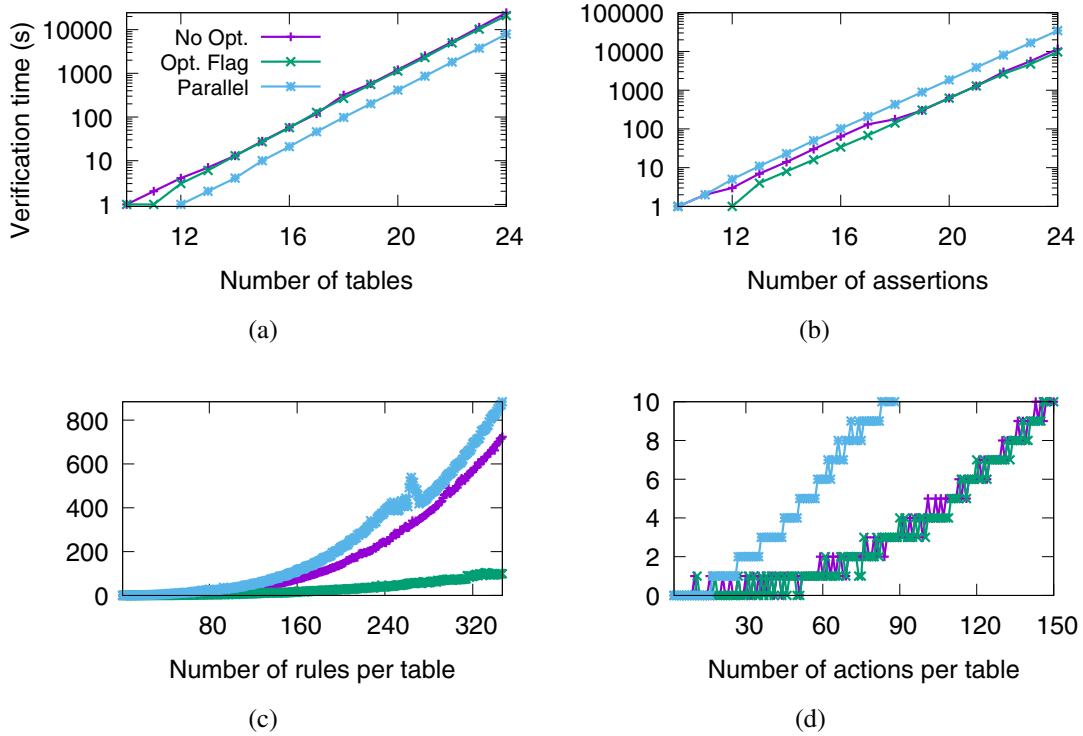 Verification time (s)
10000
1000
100
10
1
No Opt.
Opt. Flag
Parallel
12 16 20 24
Number of tables
(a)
100000
10000
1000
100
10
1
12 16 20 24
Number of assertions
(b)
800
600
400
200
0
80 160 240 320
Number of rules per table
(c)
10
8
6
4
2
0
30 60 90 120 150
Number of actions per table
(d)